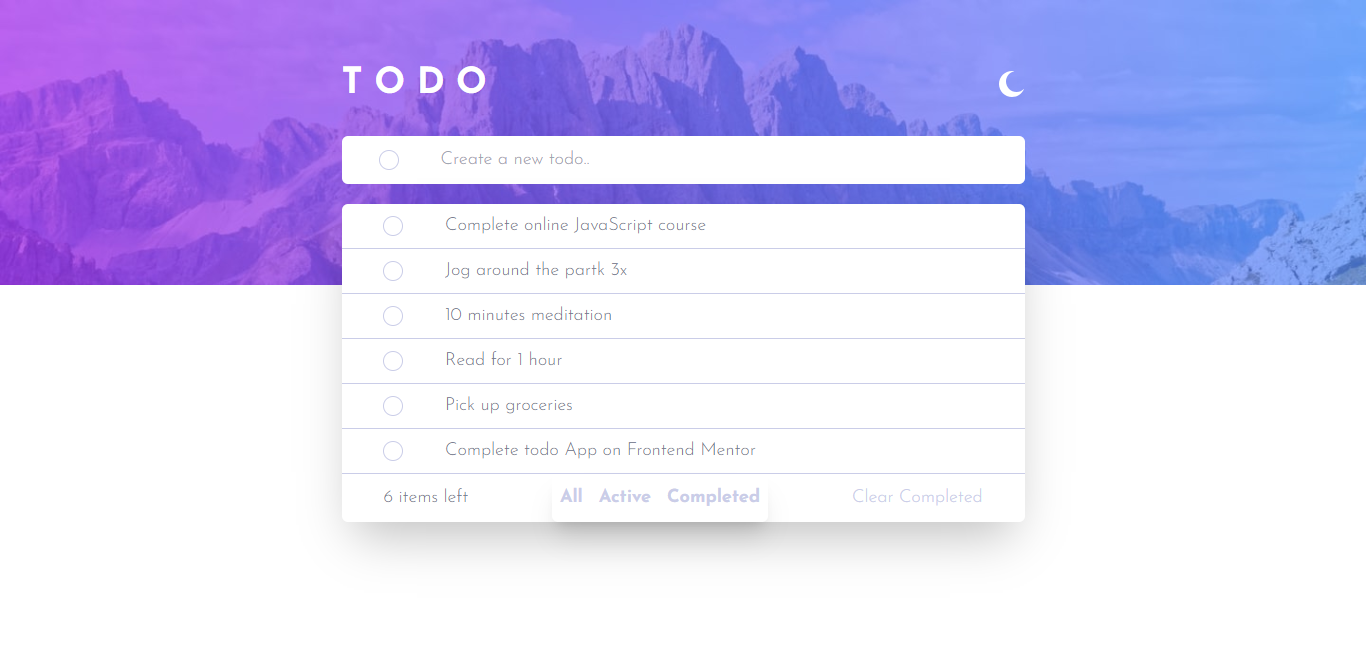 TODO
Create a new todo..
Complete online JavaScript course
Jog around the partk 3x
10 minutes meditation
Read for 1 hour
Pick up groceries
Complete todo App on Frontend Mentor
6 items left All Active Completed Clear Completed